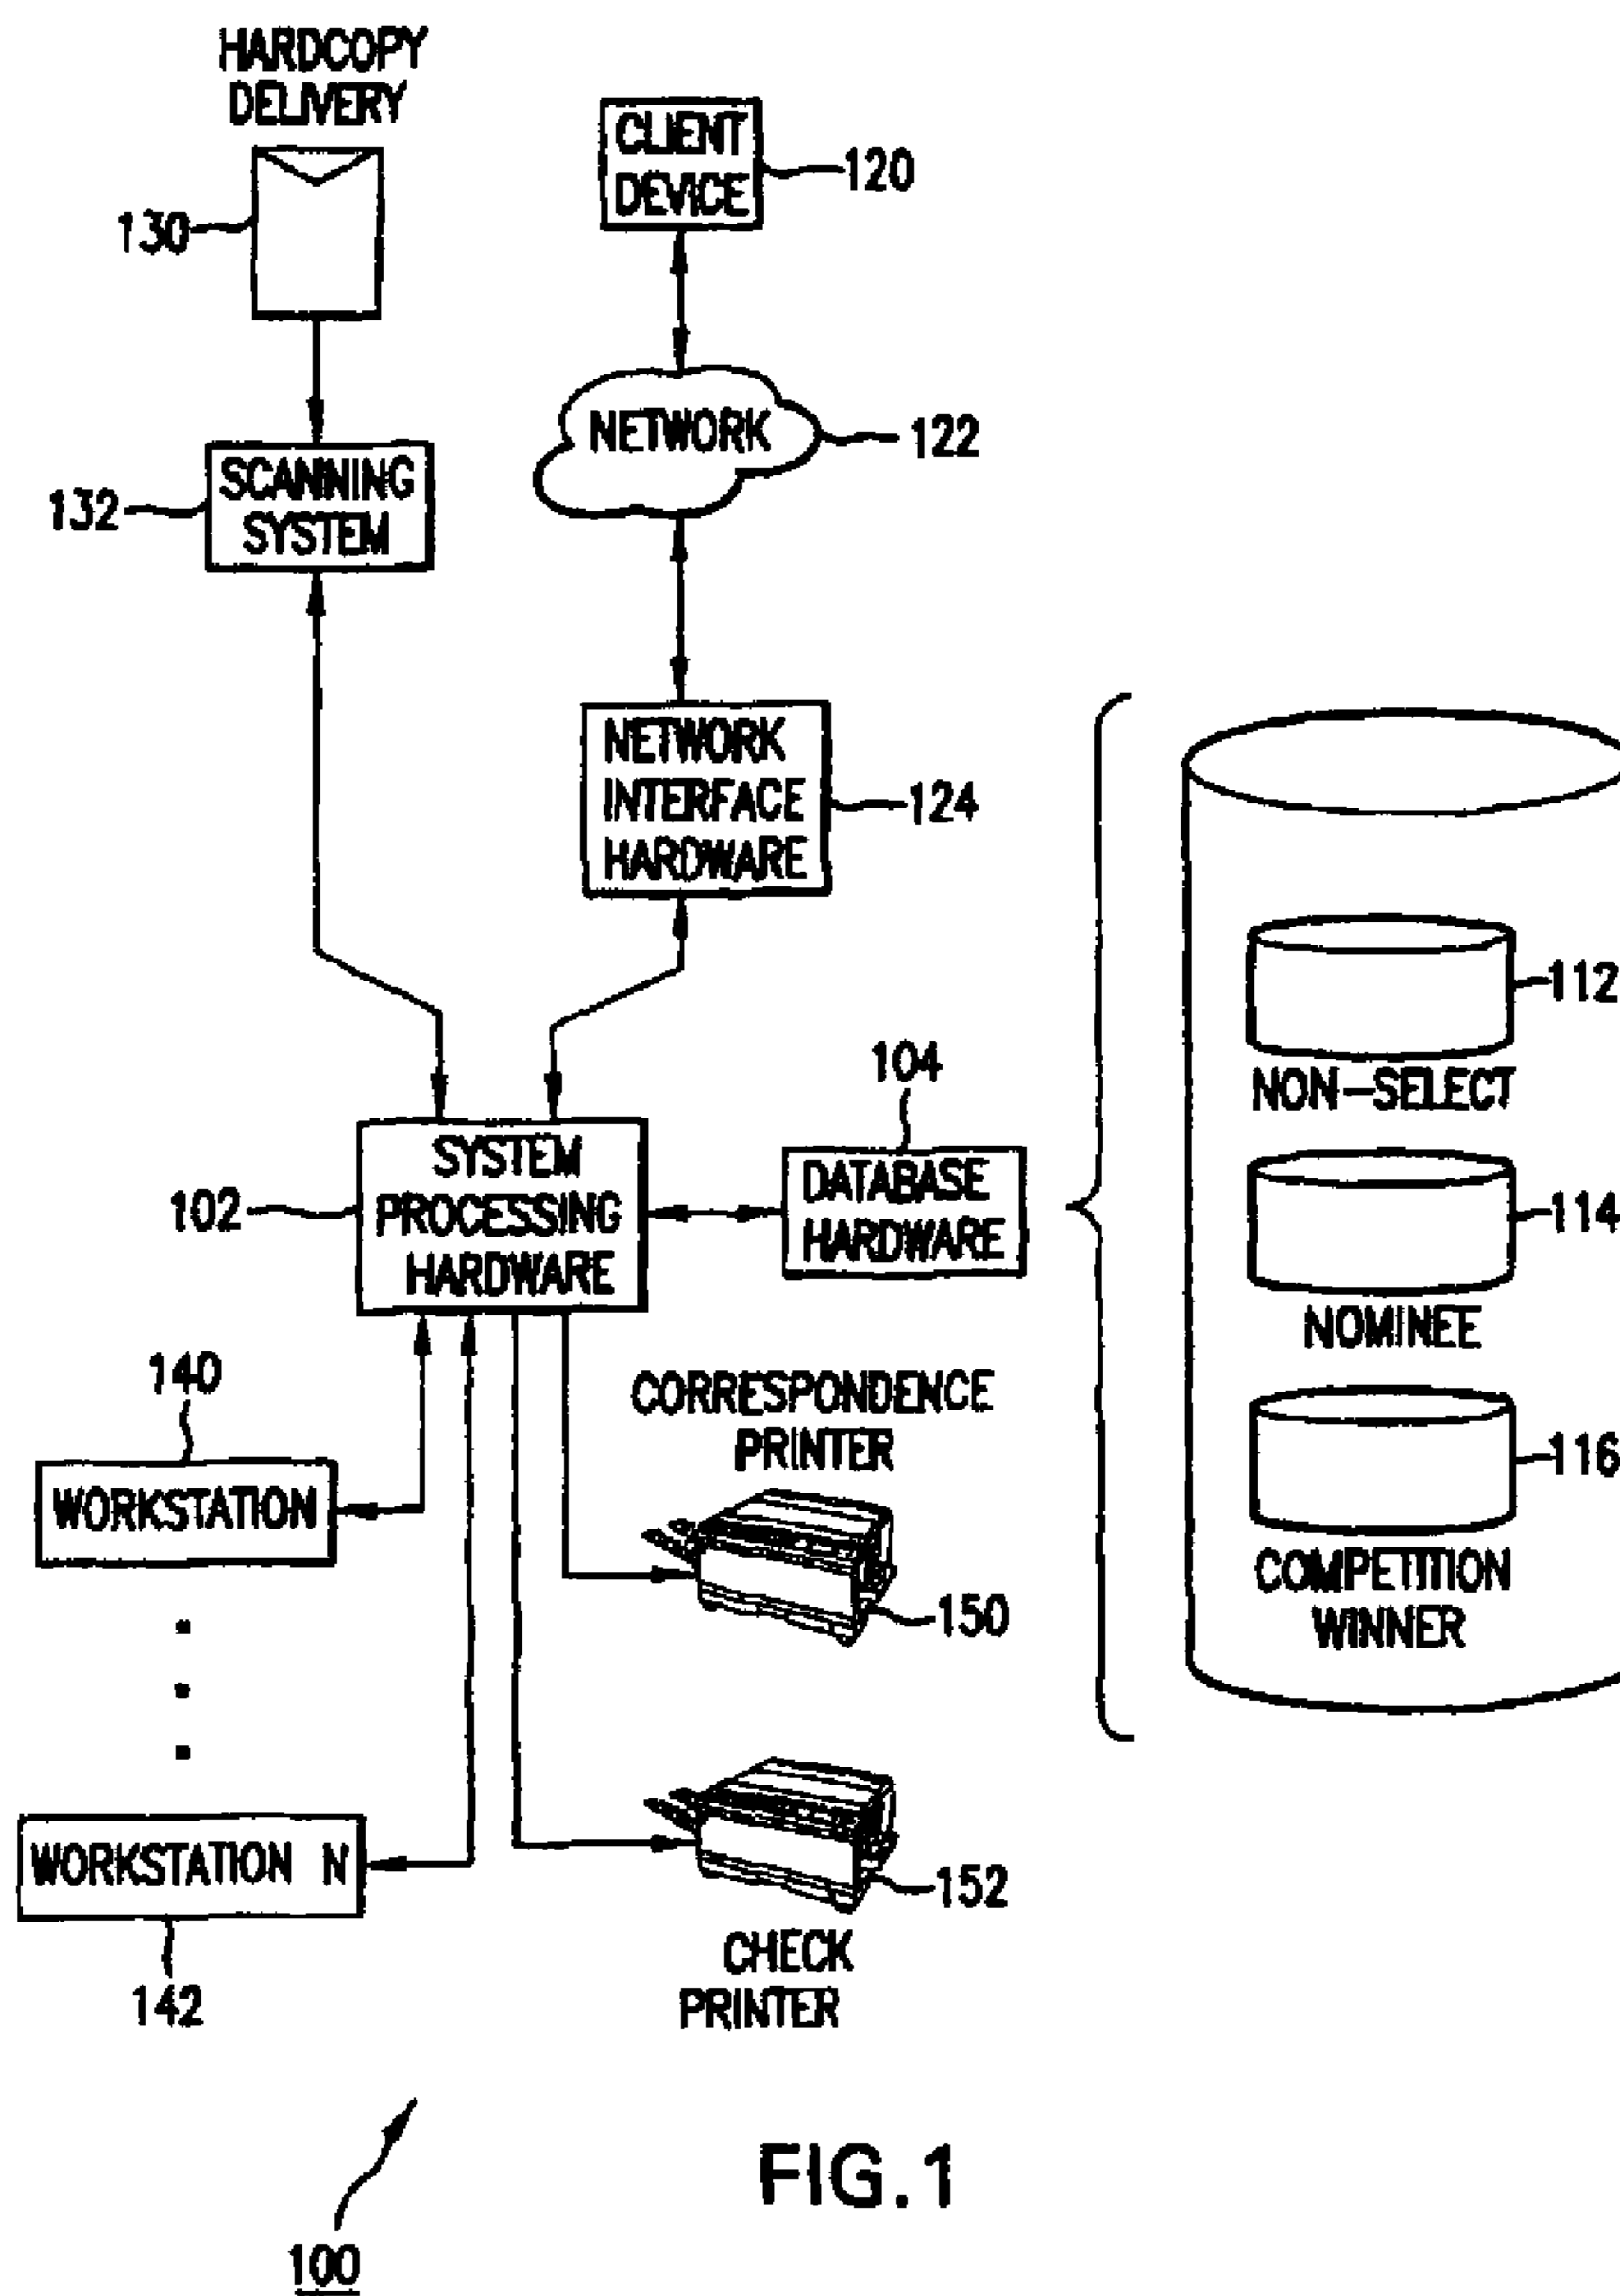 HARDCOPY
DELIVERY
130
CLIENT
DEVICE
120
NETWORK
122
SCANNING
SYSTEM
132
NETWORK
INTERFACE
HARDWARE
124
112
NON-SELECT
104
SYSTEM
PROCESSING
HARDWARE
102
DATABASE
HARDWARE
114
NOMINEE
140
WORKSTATION
CORRESPONDENCE
PRINTER
150
116
COMPETITION
WINNER
WORKSTATION N
142
152
CHECK
PRINTER
100
FIG.1